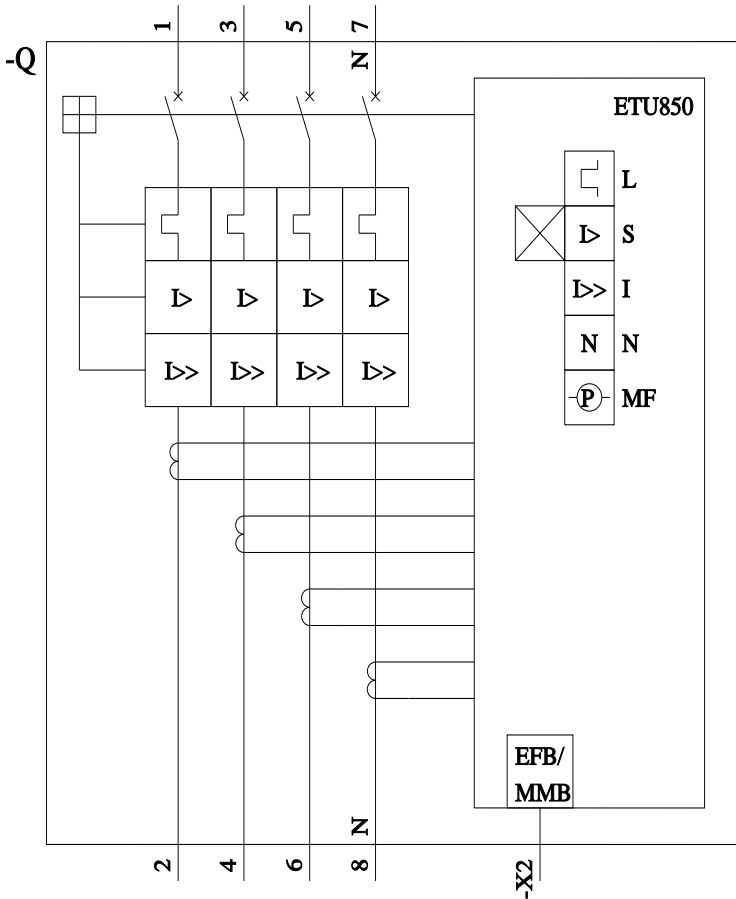 1 3 5 7
-Q
N
ETU850
L
I> S
I> I> I> I>
I>> I
N N
I>> I>> I>> I>>
P MF
EFB/
MMB
N
2 4 6 8
-X2